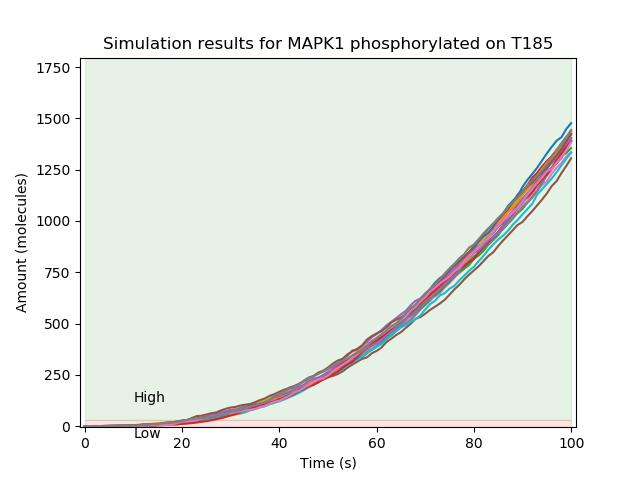 Simulation results for MAPK1 phosphorylated on T185
1750
1500
1250
1000
750
500
250
0
Amount (molecules)
High
Low
0 20 40 60 80 100
Time (s)